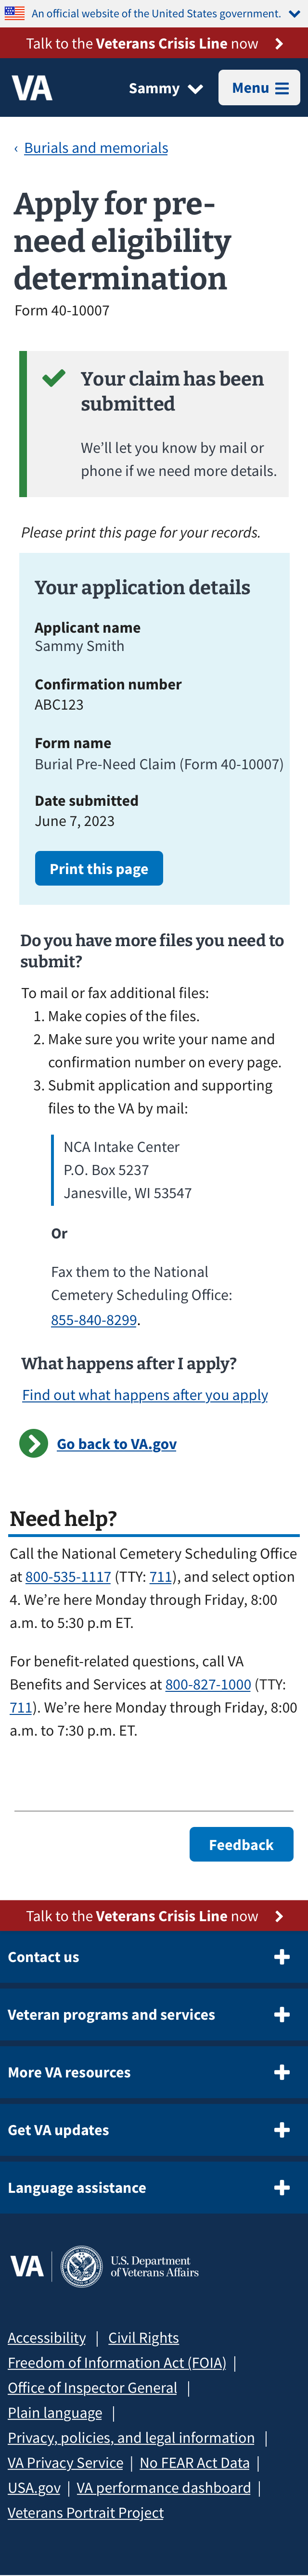 An official website of the United States government.
Talk to the Veterans Crisis Line now
VA
Sammy
Menu
‹ Burials and memorials
Apply for pre-
need eligibility
determination
Form 40-10007
Your claim has been
submitted
We’ll let you know by mail or
phone if we need more details.
Please print this page for your records.
Your application details
Applicant name
Sammy Smith
Confirmation number
ABC123
Form name
Burial Pre-Need Claim (Form 40-10007)
Date submitted
June 7, 2023
Print this page
Do you have more files you need to
submit?
To mail or fax additional files:
1. Make copies of the files.
2. Make sure you write your name and
confirmation number on every page.
3. Submit application and supporting
files to the VA by mail:
NCA Intake Center
P.O. Box 5237
Janesville, WI 53547
Or
Fax them to the National
Cemetery Scheduling Office:
855-840-8299.
What happens after I apply?
Find out what happens after you apply
Go back to VA.gov
Need help?
Call the National Cemetery Scheduling Office
at 800-535-1117 (TTY: 711), and select option
4. We’re here Monday through Friday, 8:00
a.m. to 5:30 p.m ET.
For benefit-related questions, call VA
Benefits and Services at 800-827-1000 (TTY:
711). We’re here Monday through Friday, 8:00
a.m. to 7:30 p.m. ET.
Feedback
Talk to the Veterans Crisis Line now
Contact us
Veteran programs and services
More VA resources
Get VA updates
Language assistance
VA
U.S. Department
of Veterans Affairs
Accessibility | Civil Rights
Freedom of Information Act (FOIA) |
Office of Inspector General |
Plain language |
Privacy, policies, and legal information |
VA Privacy Service | No FEAR Act Data |
USA.gov | VA performance dashboard |
Veterans Portrait Project